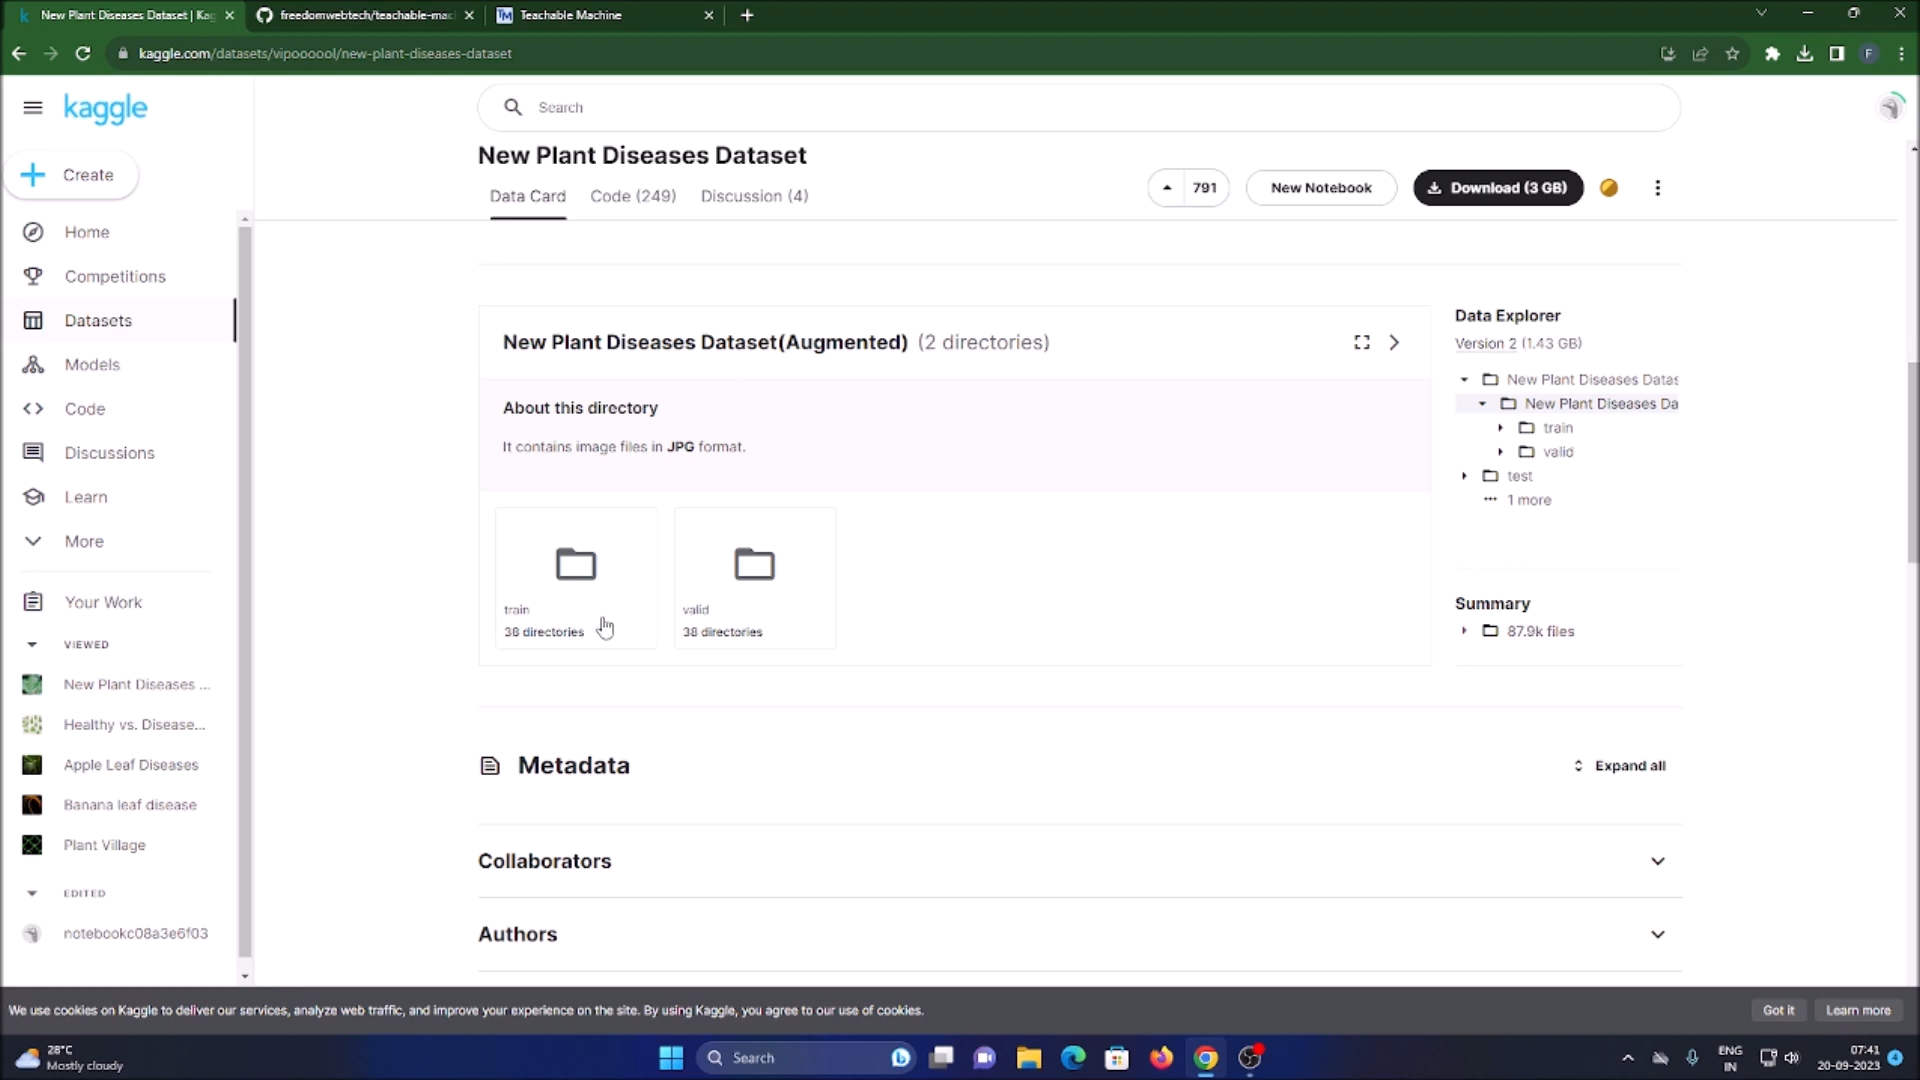 New Plant Diseases Dataset | Kag
freedomwebtech/teachable-mac
Teachable Machine
kaggle.com/datasets/vipoooool/new-plant-diseases-dataset
F
kaggle
Search
Create
New Plant Diseases Dataset
Data Card
Code (249)
Discussion (4)
791
New Notebook
Download (3 GB)
Home
Competitions
Datasets
Models
Code
Discussions
Learn
More
Your Work
VIEWED
New Plant Diseases ...
Healthy vs. Disease...
Apple Leaf Diseases
Banana leaf disease
Plant Village
EDITED
notebookc08a3e6f03
New Plant Diseases Dataset(Augmented) (2 directories)
About this directory
It contains image files in JPG format.
train
38 directories
valid
38 directories
Data Explorer
Version 2 (1.43 GB)
New Plant Diseases Datas
New Plant Diseases Da
train
valid
test
1 more
Summary
87.9k files
Metadata
Expand all
Collaborators
Authors
We use cookies on Kaggle to deliver our services, analyze web traffic, and improve your experience on the site. By using Kaggle, you agree to our use of cookies.
Got it
Learn more
28°C
Mostly cloudy
Search
ENG
IN
07:41
20-09-2023
4